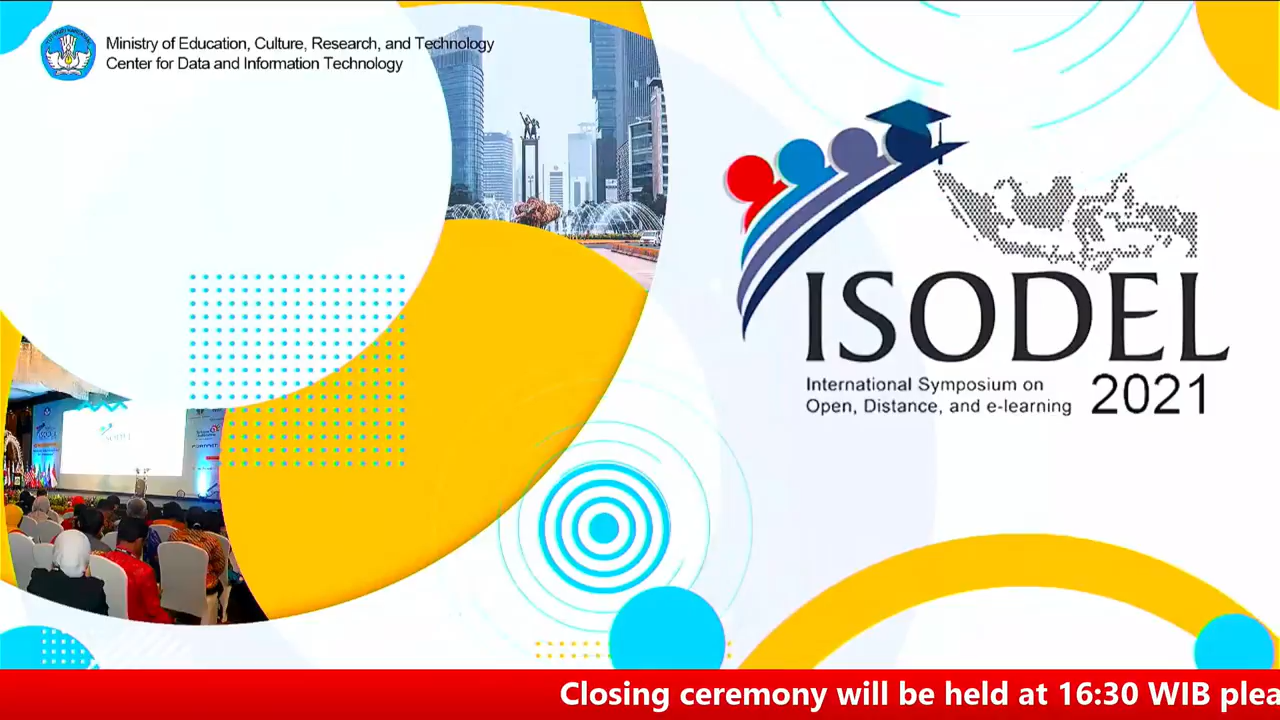 Ministry of Education, Culture, Research, and Technology
Center for Data and Information Technology
ISODEL
International Symposium on
Open, Distance, and e-learning
2021
ISODEL
Closing ceremony will be held at 16:30 WIB plea